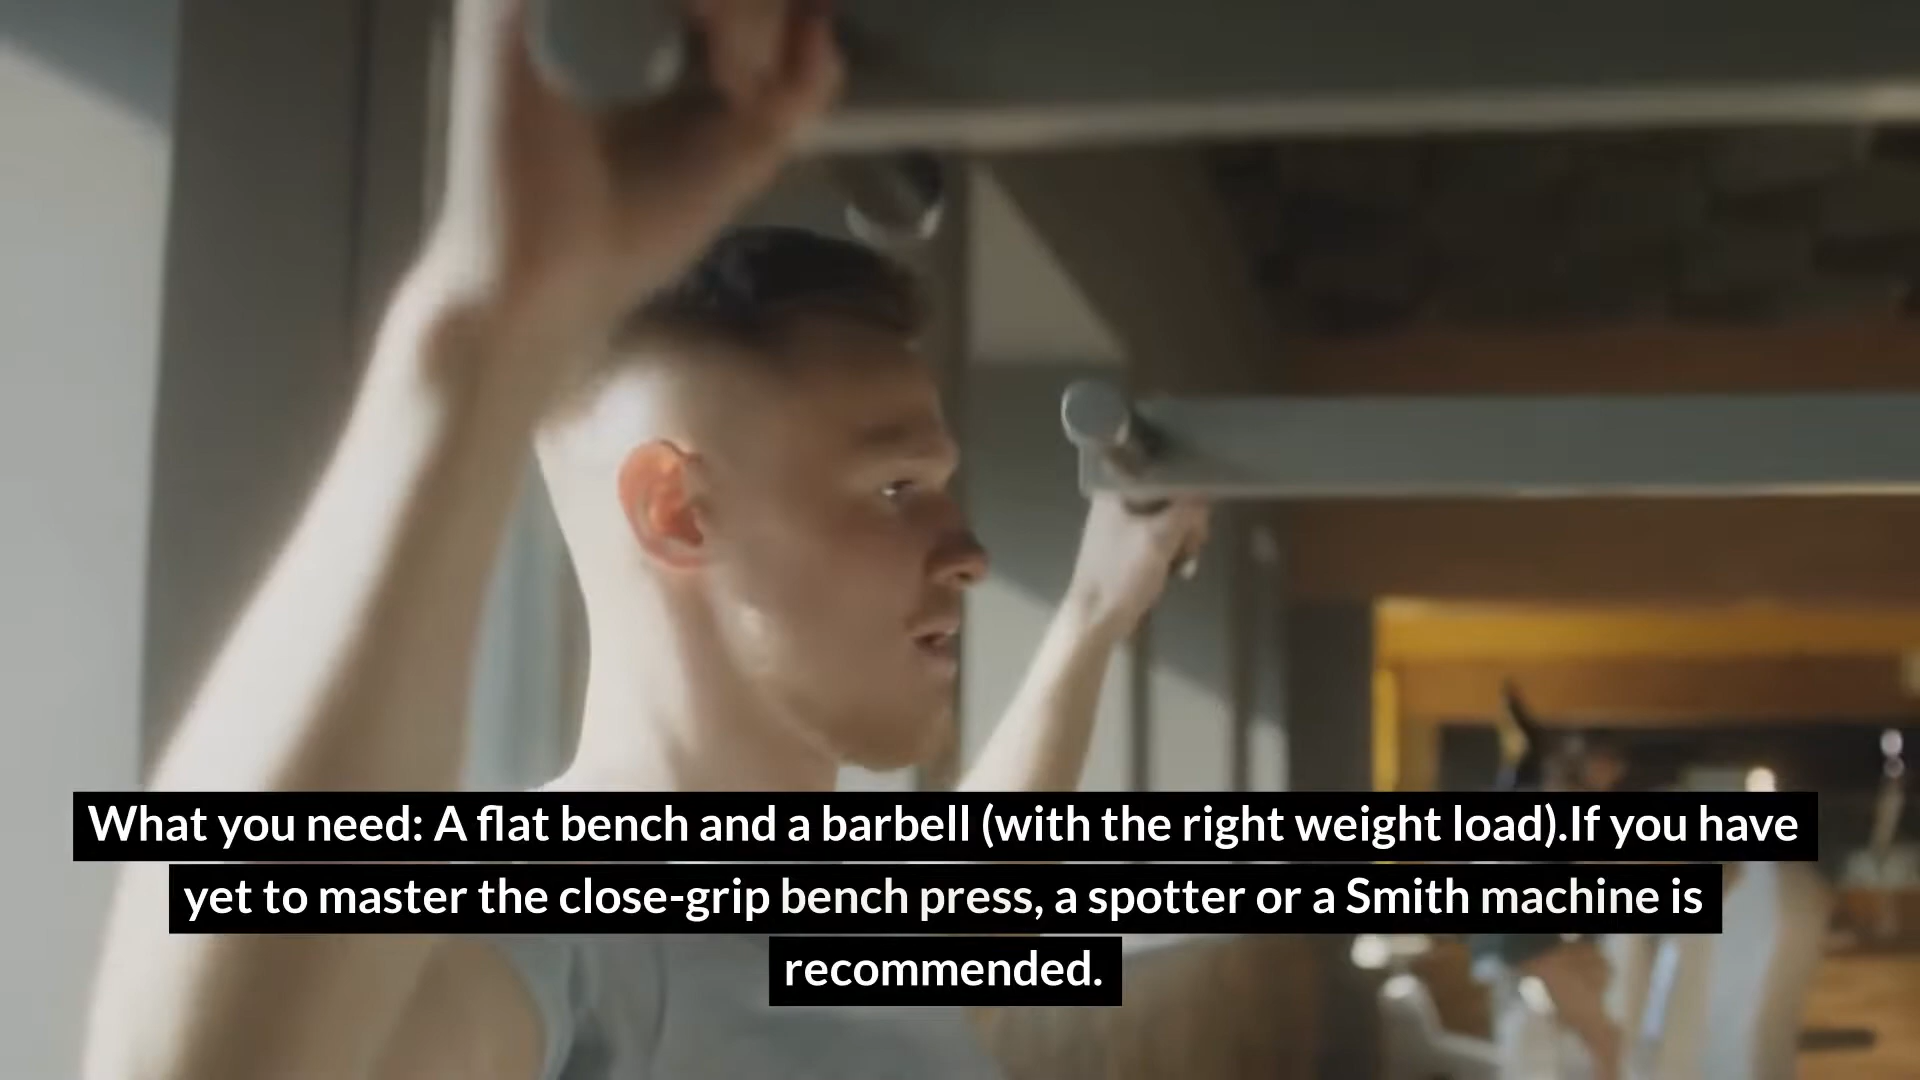 What you need: A flat bench and a barbell (with the right weight load).If you have
yet to master the close-grip bench press, a spotter or a Smith machine is
recommended.